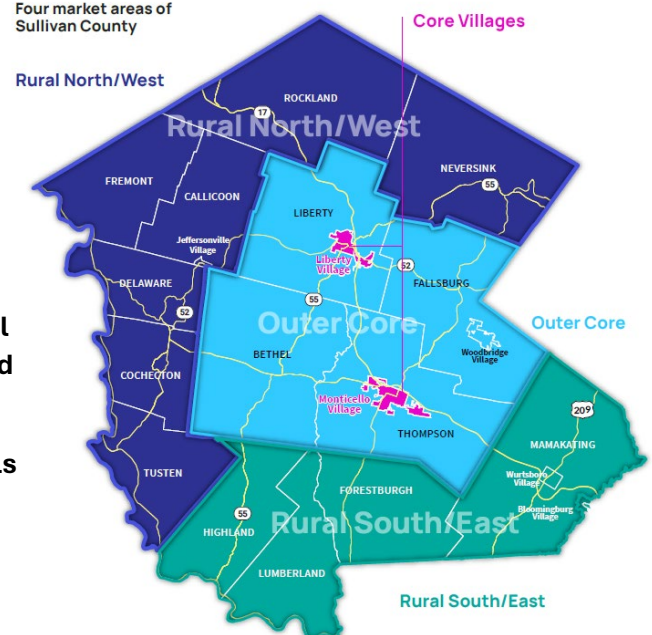 Four market areas of
Sullivan County
Core Villages
Rural North/West
ROCKLAND
17
Rural North/West
NEVERSINK
55
FREMONT
CALLICOON
LIBERTY
Jeffersonville
Village
Liberty
Village
52
FALLSBURG
DELAWARE
55
52
l
Outer Core
Outer Core
d
BETHEL
Woodbridge
Village
COCHECTON
Monticello
Village
209
THOMPSON
MAMAKATING
s
TUSTEN
Wurtsboro
Village
FORESTBURGH
Bloomingburg
Village
55
Rural South/East
HIGHLAND
LUMBERLAND
Rural South/East